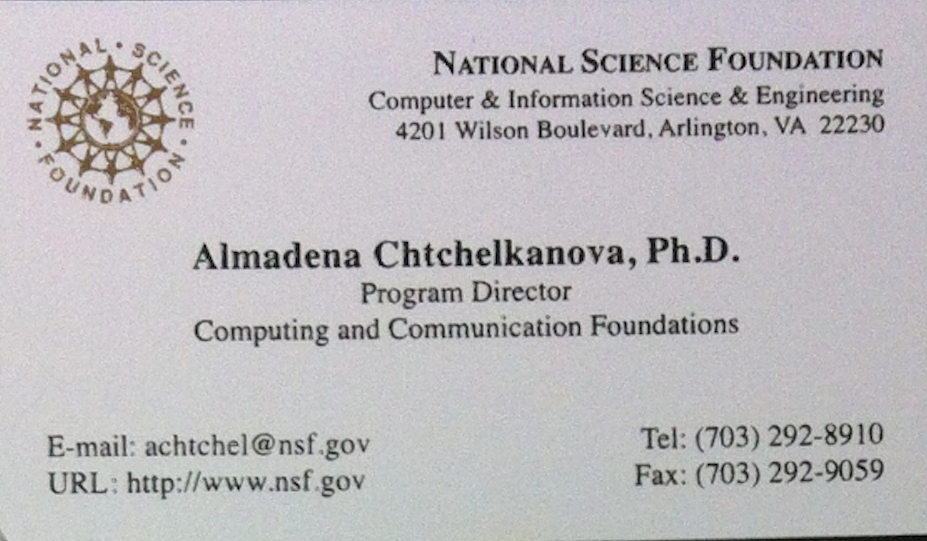 NATIONAL · SCIENCE · FOUNDATION ·
NATIONAL SCIENCE FOUNDATION
Computer & Information Science & Engineering
4201 Wilson Boulevard, Arlington, VA 22230
Almadena Chtchelkanova, Ph.D.
Program Director
Computing and Communication Foundations
E-mail: achtchel@nsf.gov
URL: http://www.nsf.gov
Tel: (703) 292-8910
Fax: (703) 292-9059